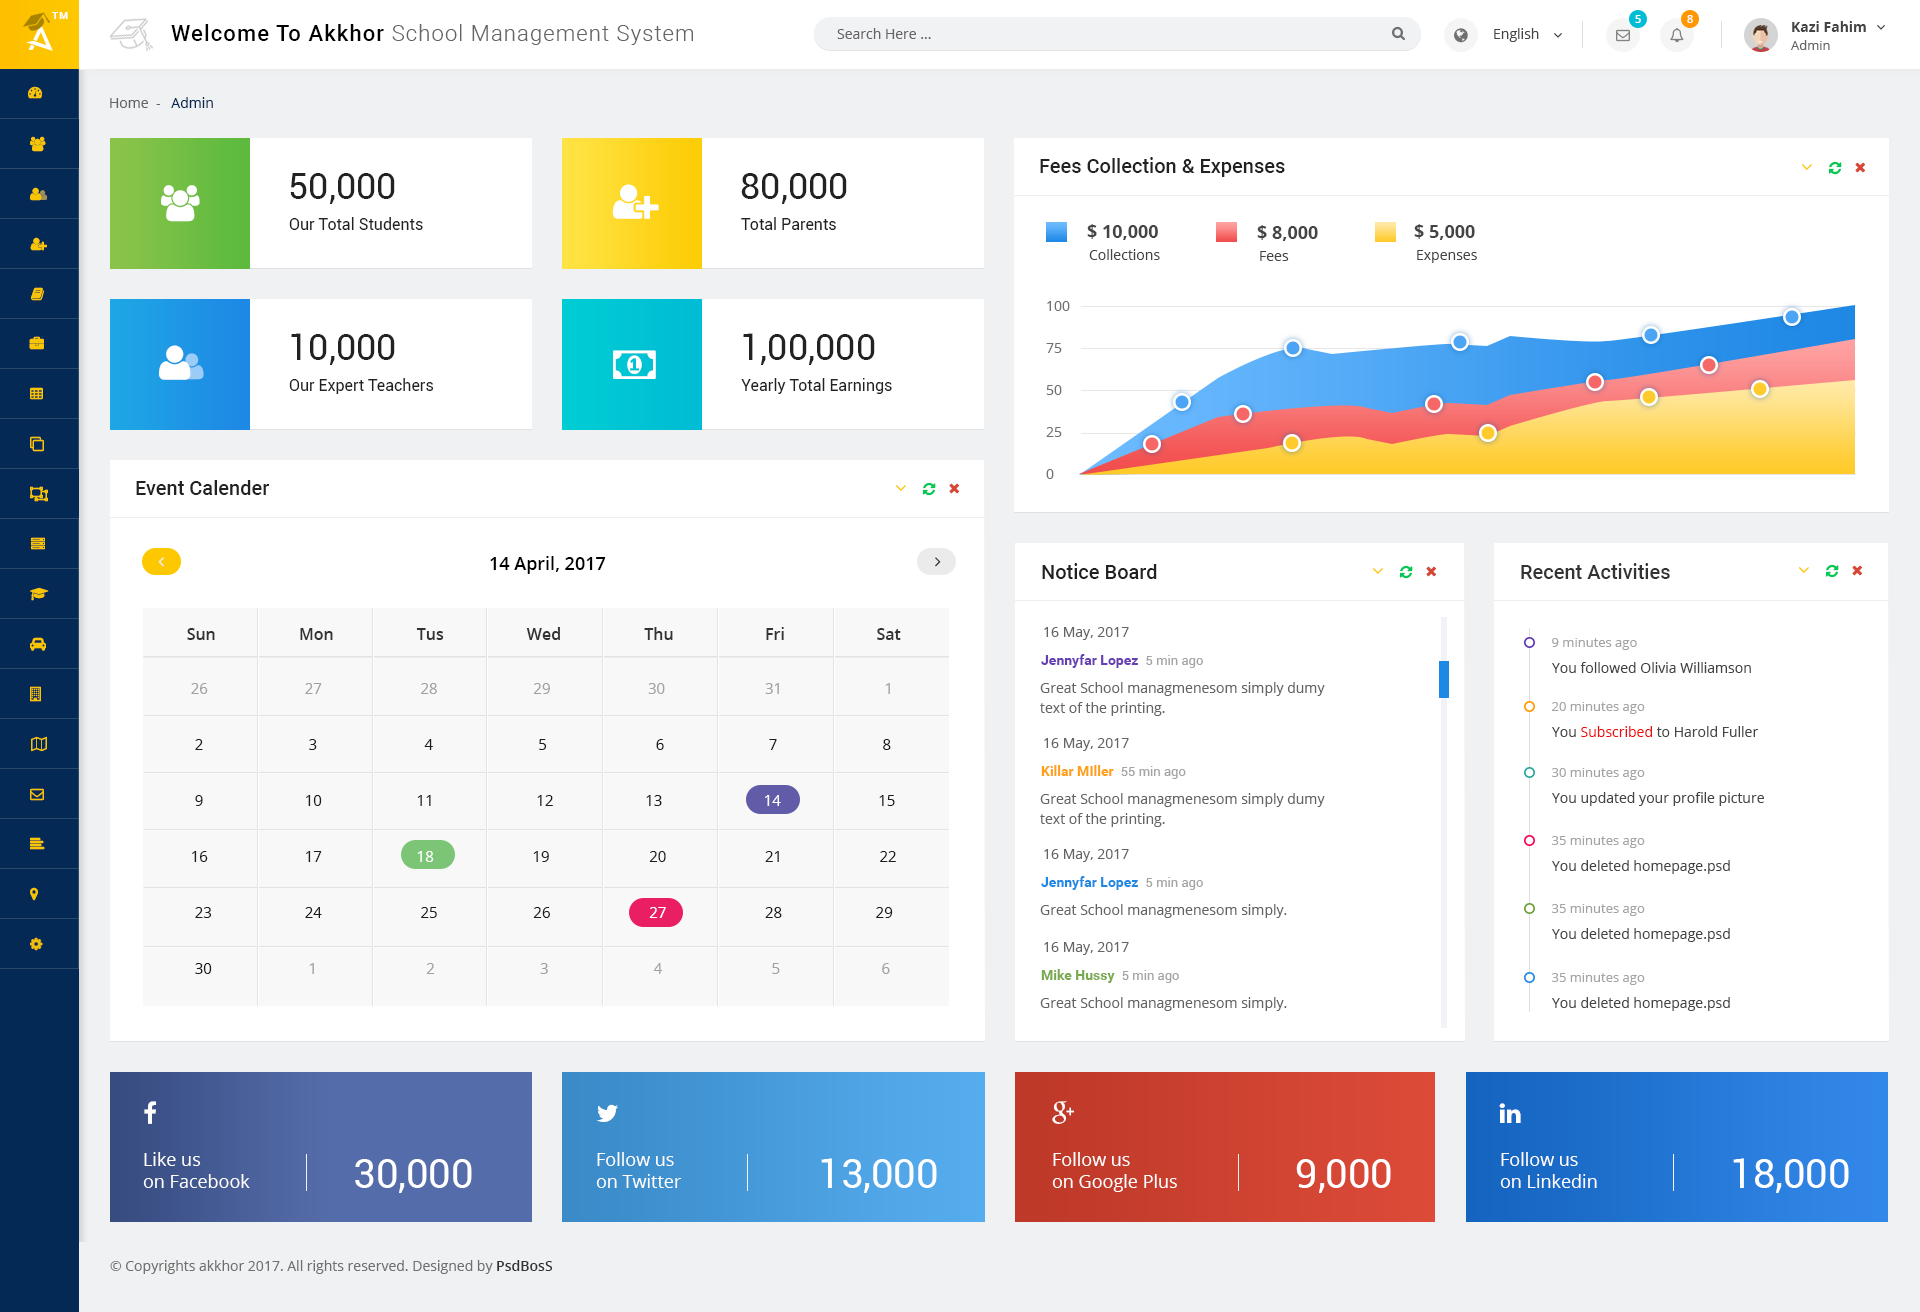 TM
Welcome To Akkhor School Management System
Search Here ...
English
5
8
Kazi Fahim
Admin
Home - Admin
50,000
Our Total Students
80,000
Total Parents
10,000
Our Expert Teachers
1
1,00,000
Yearly Total Earnings
Fees Collection & Expenses
$ 10,000
Collections
$ 8,000
Fees
$ 5,000
Expenses
100
75
50
25
0
Event Calender
14 April, 2017
Sun Mon Tus Wed Thu Fri Sat
26 27 28 29 30 31 1
2 3 4 5 6 7 8
9 10 11 12 13 14 15
16 17 18 19 20 21 22
23 24 25 26 27 28 29
30 1 2 3 4 5 6
Notice Board
16 May, 2017
Jennyfar Lopez 5 min ago
Great School managmenesom simply dumy
text of the printing.
16 May, 2017
Killar MIller 55 min ago
Great School managmenesom simply dumy
text of the printing.
16 May, 2017
Jennyfar Lopez 5 min ago
Great School managmenesom simply.
16 May, 2017
Mike Hussy 5 min ago
Great School managmenesom simply.
Recent Activities
9 minutes ago
You followed Olivia Williamson
20 minutes ago
You Subscribed to Harold Fuller
30 minutes ago
You updated your profile picture
35 minutes ago
You deleted homepage.psd
35 minutes ago
You deleted homepage.psd
35 minutes ago
You deleted homepage.psd
f
Like us
on Facebook
30,000
Follow us
on Twitter
13,000
g+
Follow us
on Google Plus
9,000
in
Follow us
on Linkedin
18,000
© Copyrights akkhor 2017. All rights reserved. Designed by PsdBosS